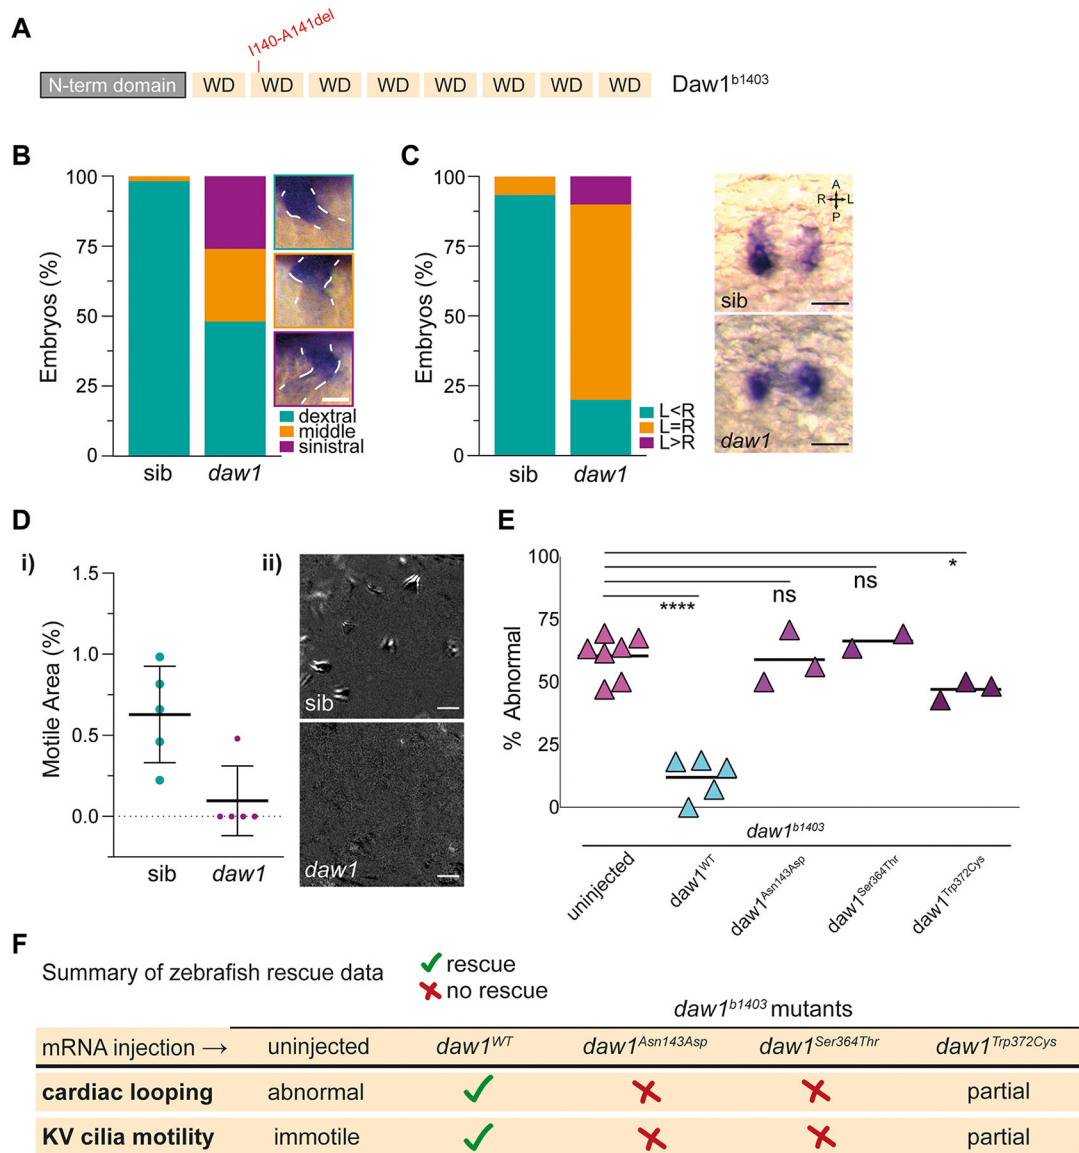 A
I140-A141del
N-term domain WD WD WD WD WD WD WD WD Daw1b1403
B
100
75
50
25
0
Embryos (%)
sib daw1
dextral
middle
sinistral
C
100
75
50
25
0
Embryos (%)
sib daw1
L<R
L=R
L>R
A
R L
P
sib
daw1
D
i)
1.5
1.0
0.5
0.0
Motile Area (%)
sib daw1
ii)
sib
daw1
E
100
75
50
25
0
% Abnormal
****
ns
ns
*
daw1b1403
uninjected
daw1WT
daw1Asn143Asp
daw1Ser364Thr
daw1Trp372Cys
F
Summary of zebrafish rescue data
rescue
no rescue
daw1b1403 mutants
mRNA injection → uninjected daw1WT daw1Asn143Asp daw1Ser364Thr daw1Trp372Cys
cardiac looping abnormal ✓ ✗ ✗ partial
KV cilia motility immotile ✓ ✗ ✗ partial